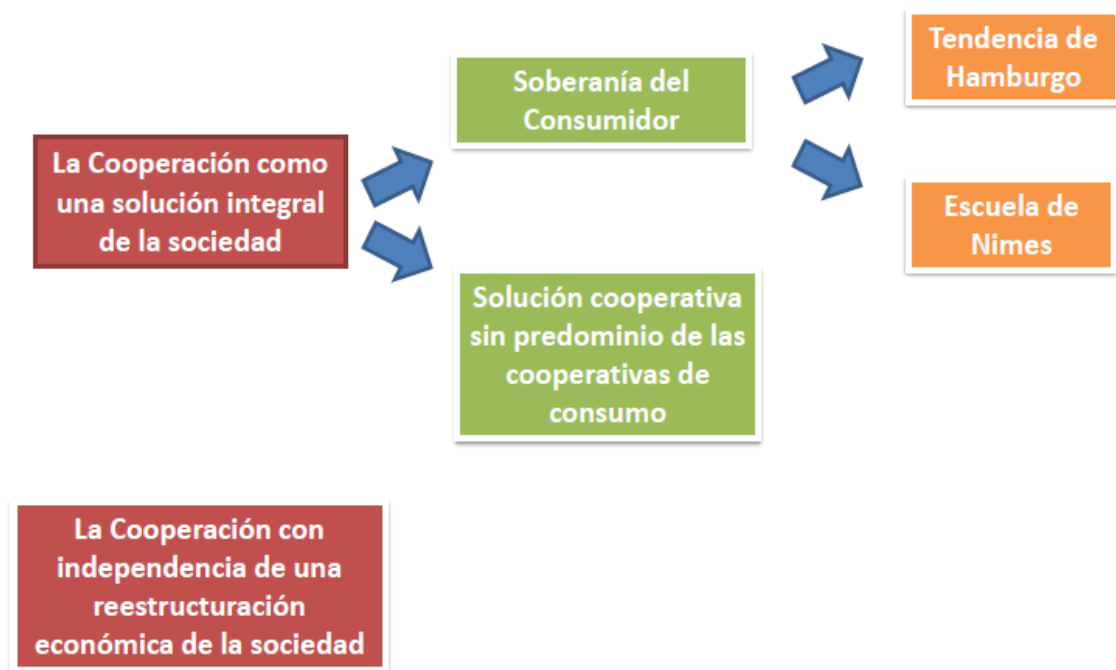 La Cooperación como
una solución integral
de la sociedad
Soberanía del
Consumidor
Tendencia de
Hamburgo
Escuela de
Nimes
Solución cooperativa
sin predominio de las
cooperativas de
consumo
La Cooperación con
independencia de una
reestructuración
económica de la sociedad